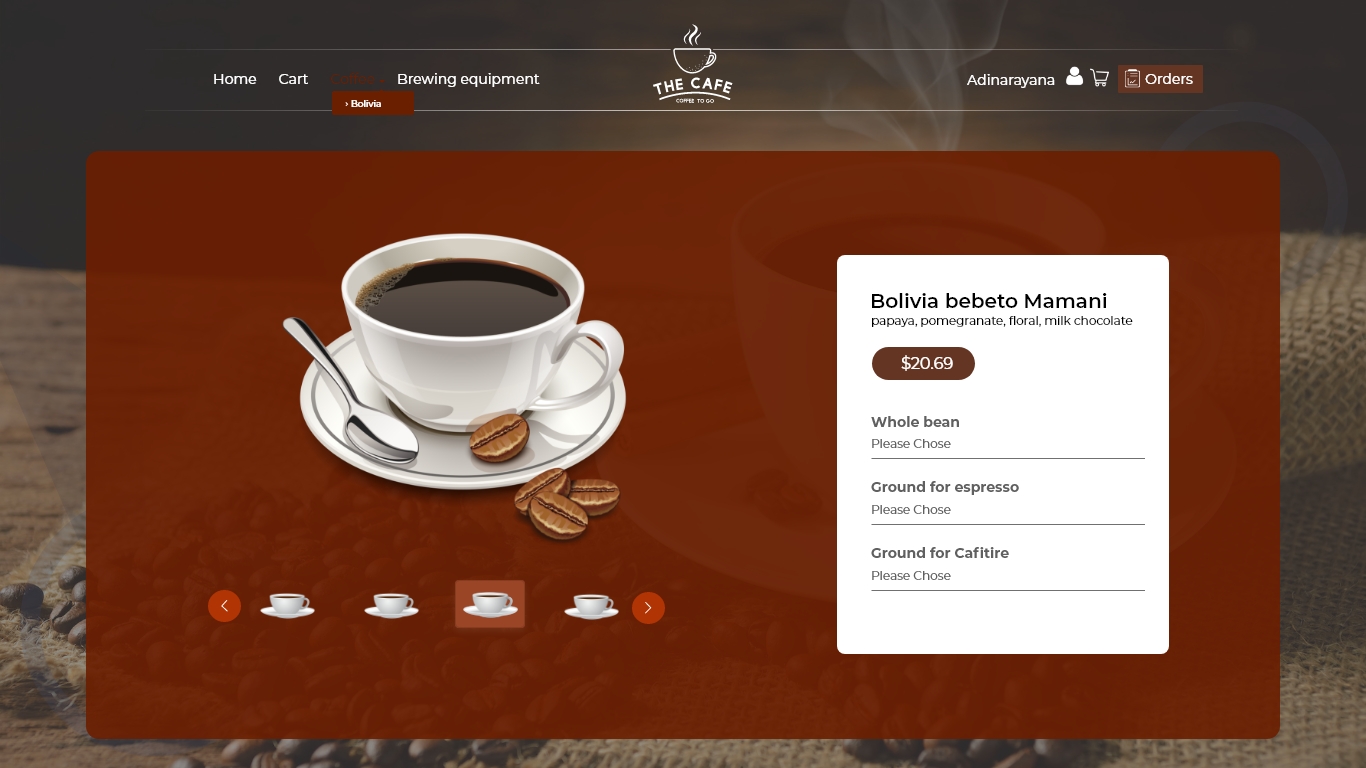 Home Cart Coffee Brewing equipment
› Bolivia
THE CAFE
COFFEE TO GO
Adinarayana Orders
Bolivia bebeto Mamani
papaya, pomegranate, floral, milk chocolate
$20.69
Whole bean
Please Chose
Ground for espresso
Please Chose
Ground for Cafitire
Please Chose